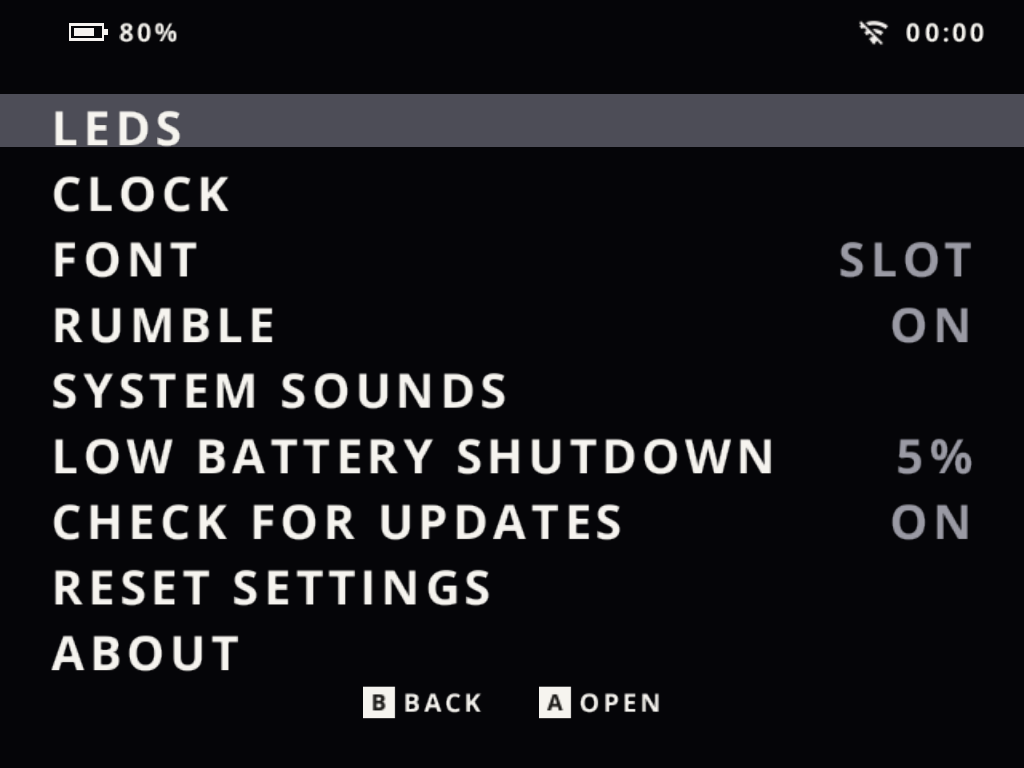 80% 00:00
LEDS
CLOCK
FONT SLOT
RUMBLE ON
SYSTEM SOUNDS
LOW BATTERY SHUTDOWN 5%
CHECK FOR UPDATES ON
RESET SETTINGS
ABOUT
B BACK A OPEN